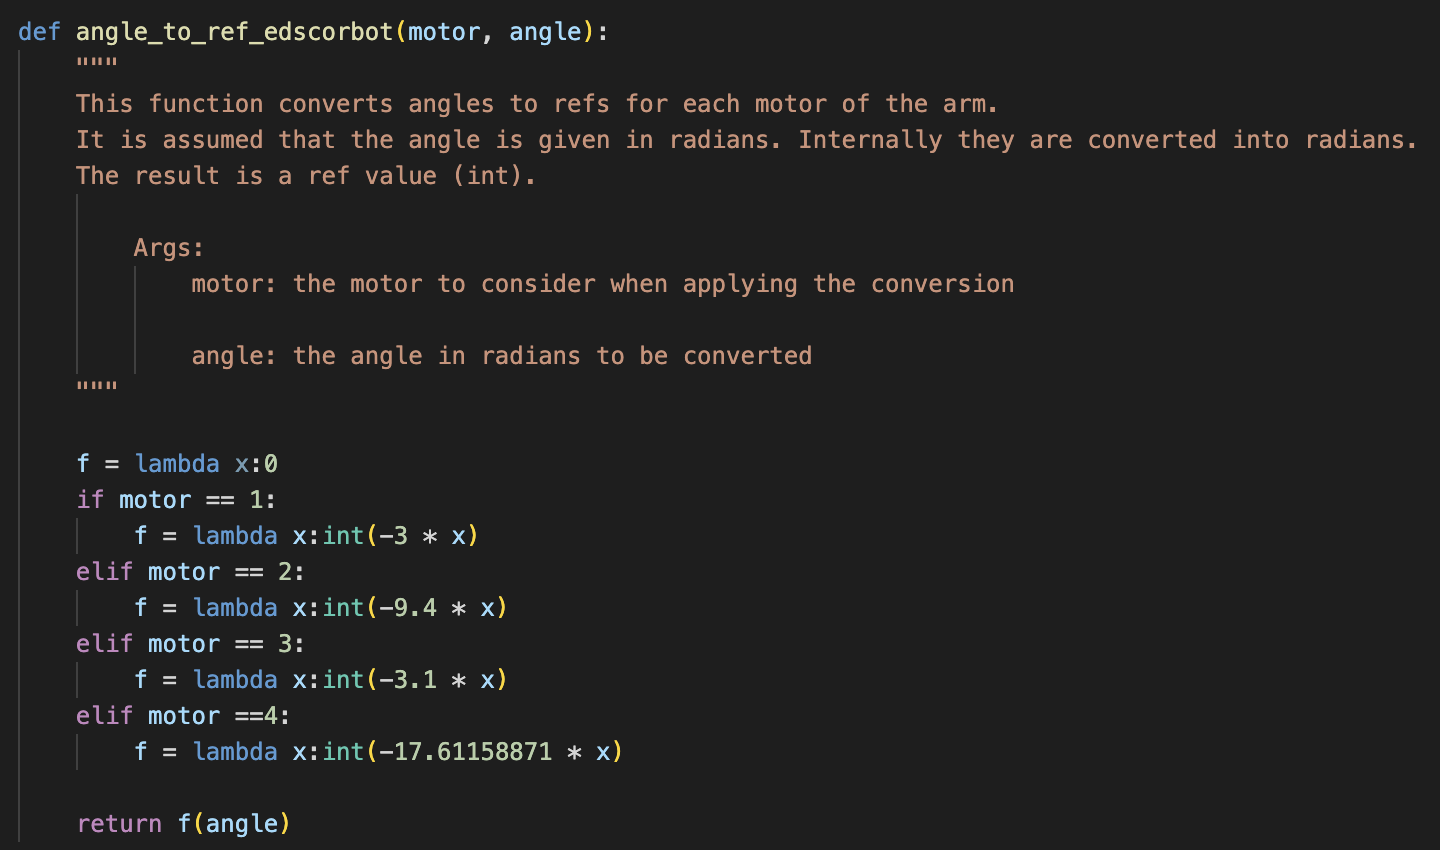 def angle_to_ref_edscorbot(motor, angle):
    """
    This function converts angles to refs for each motor of the arm.
    It is assumed that the angle is given in radians. Internally they are converted into radians.
    The result is a ref value (int).
        Args:
            motor: the motor to consider when applying the conversion
            angle: the angle in radians to be converted
    """
    f = lambda x:0
    if motor == 1:
        f = lambda x:int(-3 * x)
    elif motor == 2:
        f = lambda x:int(-9.4 * x)
    elif motor == 3:
        f = lambda x:int(-3.1 * x)
    elif motor ==4:
        f = lambda x:int(-17.61158871 * x)
    return f(angle)